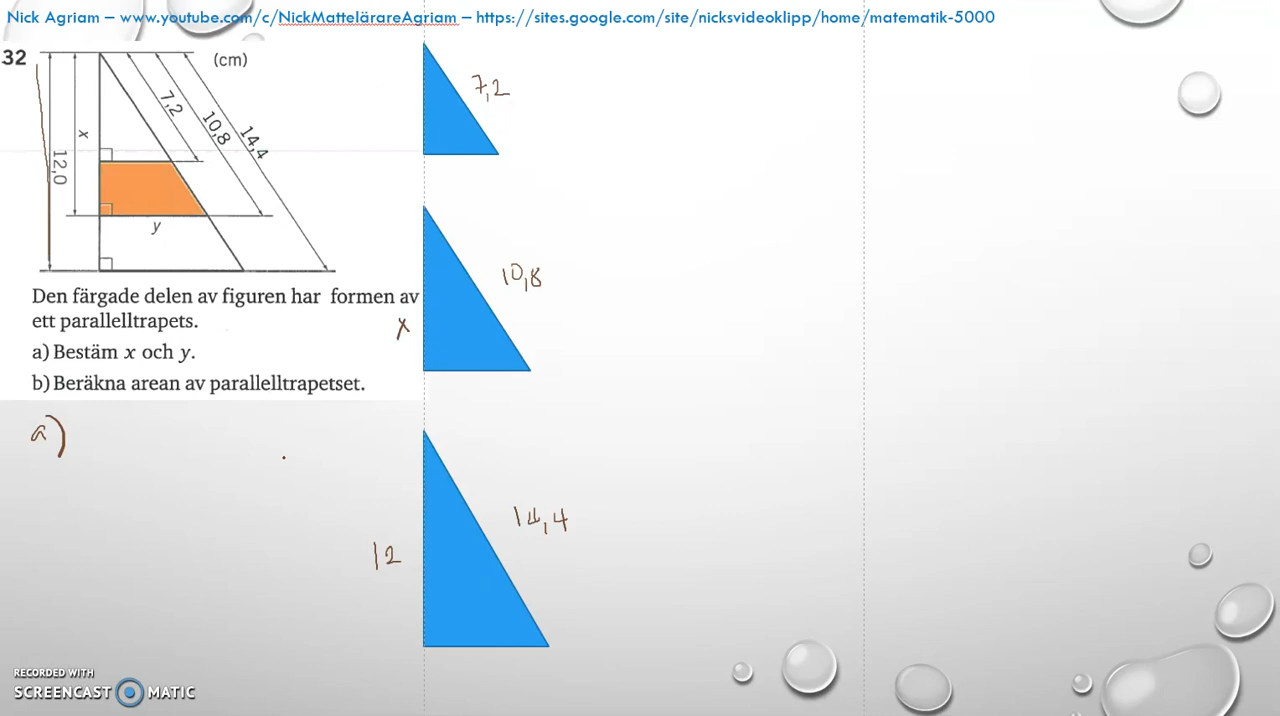 Nick Agriam – www.youtube.com/c/NickMattelärareAgriam – https://sites.google.com/site/nicksvideoklipp/home/matematik-5000
32
(cm)
7,2
10,8
14,4
x
12,0
y
Den färgade delen av figuren har formen av
ett parallelltrapets.
a) Bestäm x och y.
b) Beräkna arean av parallelltrapetset.
a)
7,2
10,8
x
14,4
12
RECORDED WITH
SCREENCAST MATIC